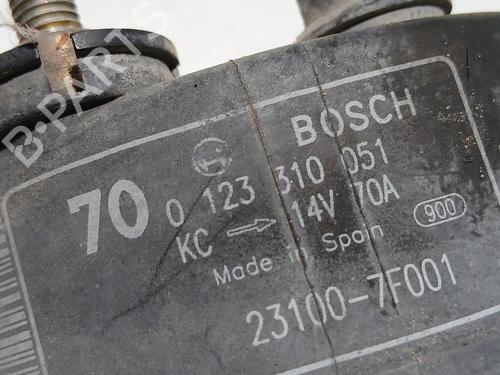 BOSCH
70 0 123 310 051
KC → 14V 70A
900
Made in Spain
23100-7F001
B-PARTS